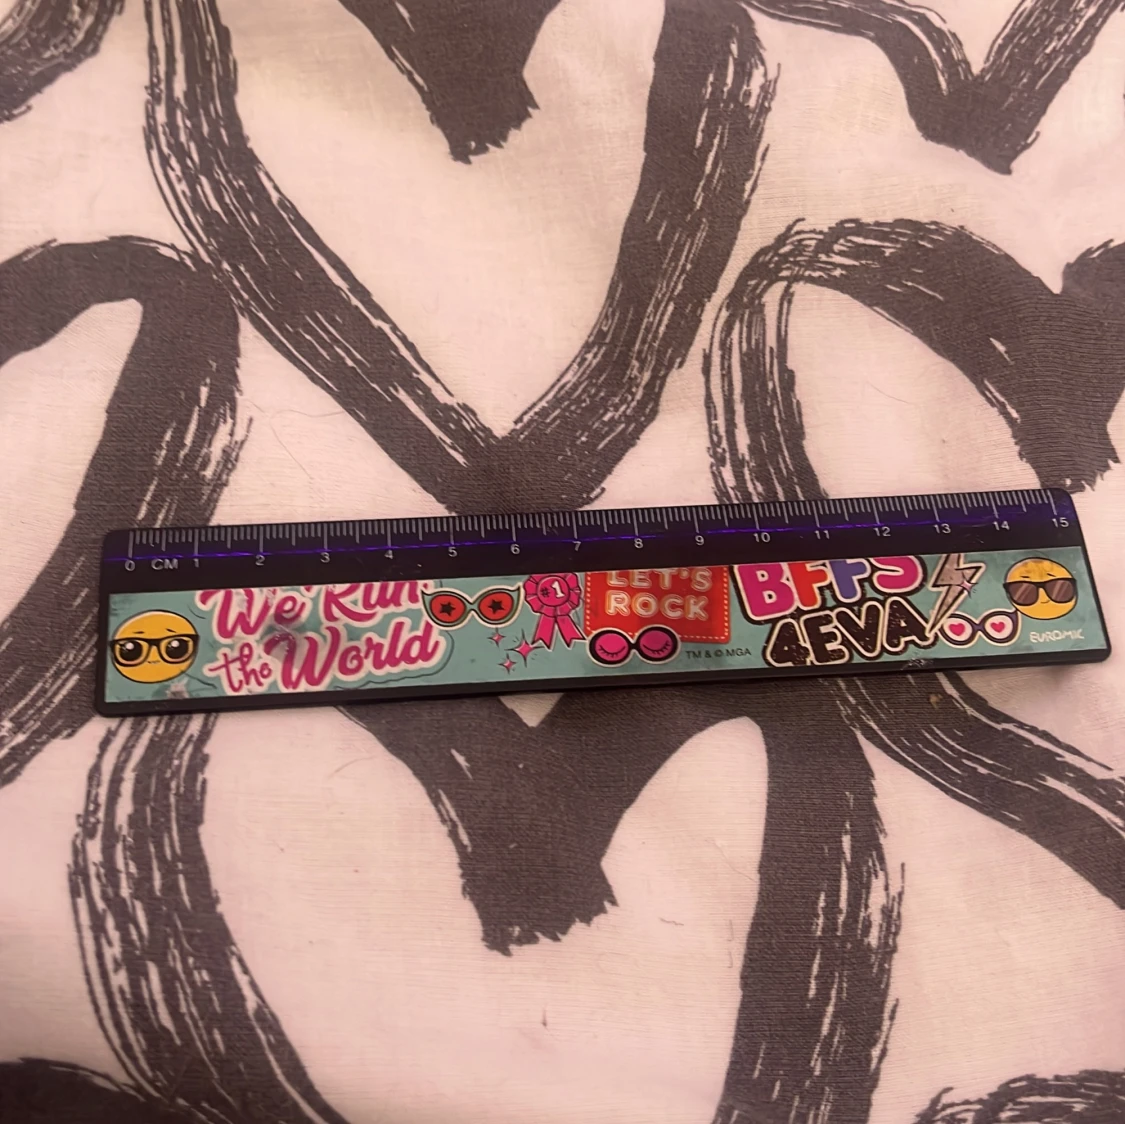 0 CM 1 2 3 4 5 6 7 8 9 10 11 12 13 14 15
We Run
the World
#1
LET'S
ROCK
TM & © MGA
BFFS
4EVA
EUROMIC